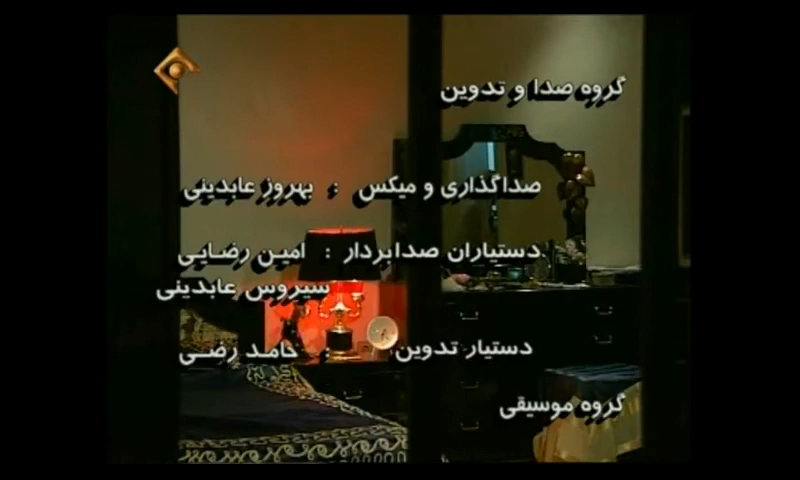 گروه صدا و تدوین
صداگذاری و میکس : بهروز عابدینی
دستیاران صدابردار : امین رضایی
سیروس عابدینی
دستیار تدوین : حامد رضی
گروه موسیقی